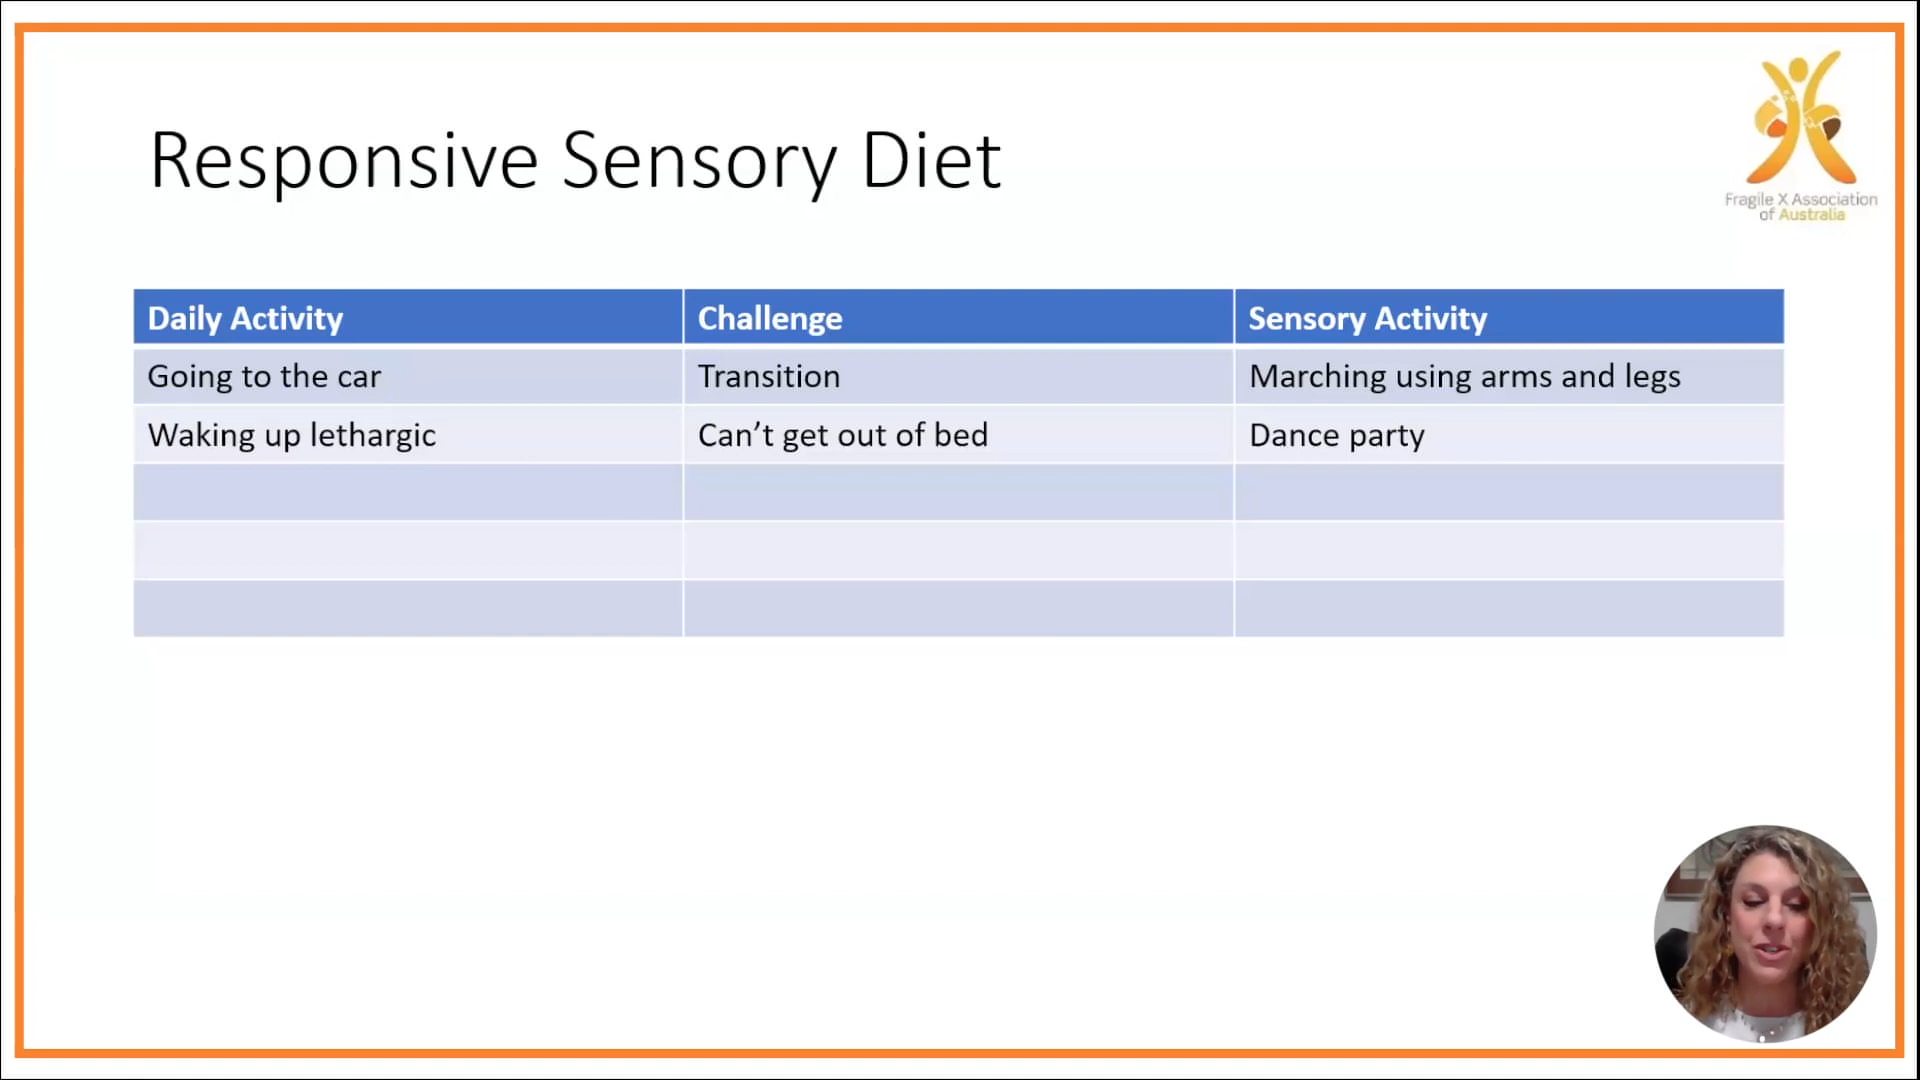 Responsive Sensory Diet
Fragile X Association
of Australia
Daily Activity Challenge Sensory Activity
Going to the car Transition Marching using arms and legs
Waking up lethargic Can’t get out of bed Dance party